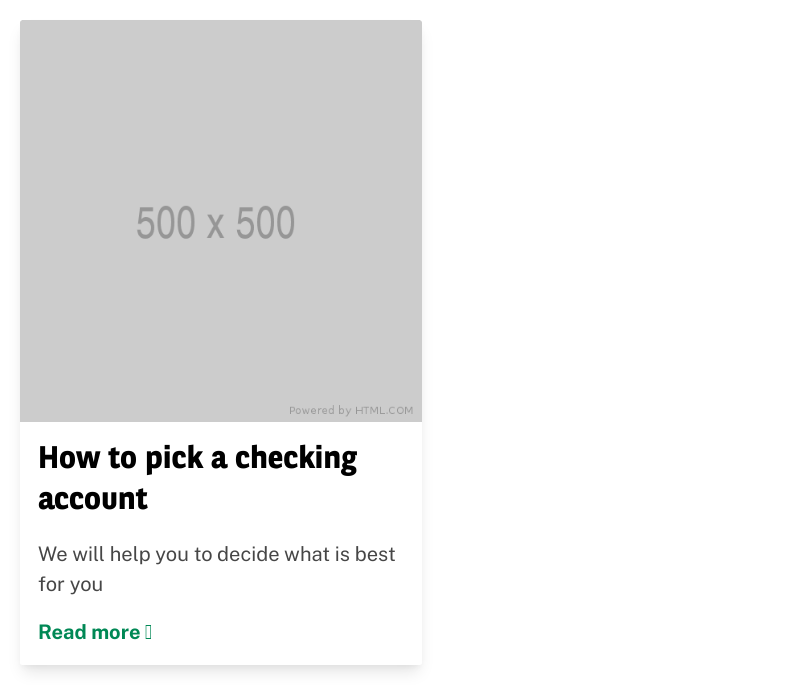 500 x 500
Powered by HTML.COM
How to pick a checking
account
We will help you to decide what is best
for you
Read more